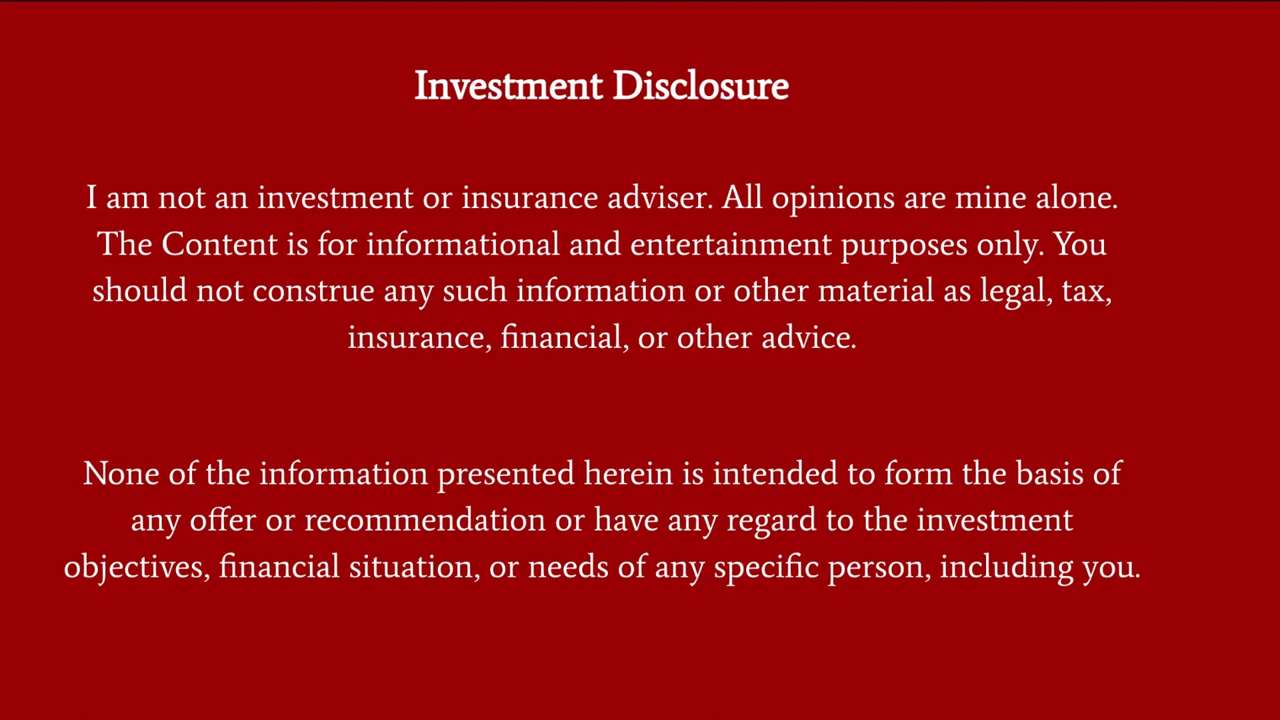 Investment Disclosure
I am not an investment or insurance adviser. All opinions are mine alone.
The Content is for informational and entertainment purposes only. You
should not construe any such information or other material as legal, tax,
insurance, financial, or other advice.
None of the information presented herein is intended to form the basis of
any offer or recommendation or have any regard to the investment
objectives, financial situation, or needs of any specific person, including you.